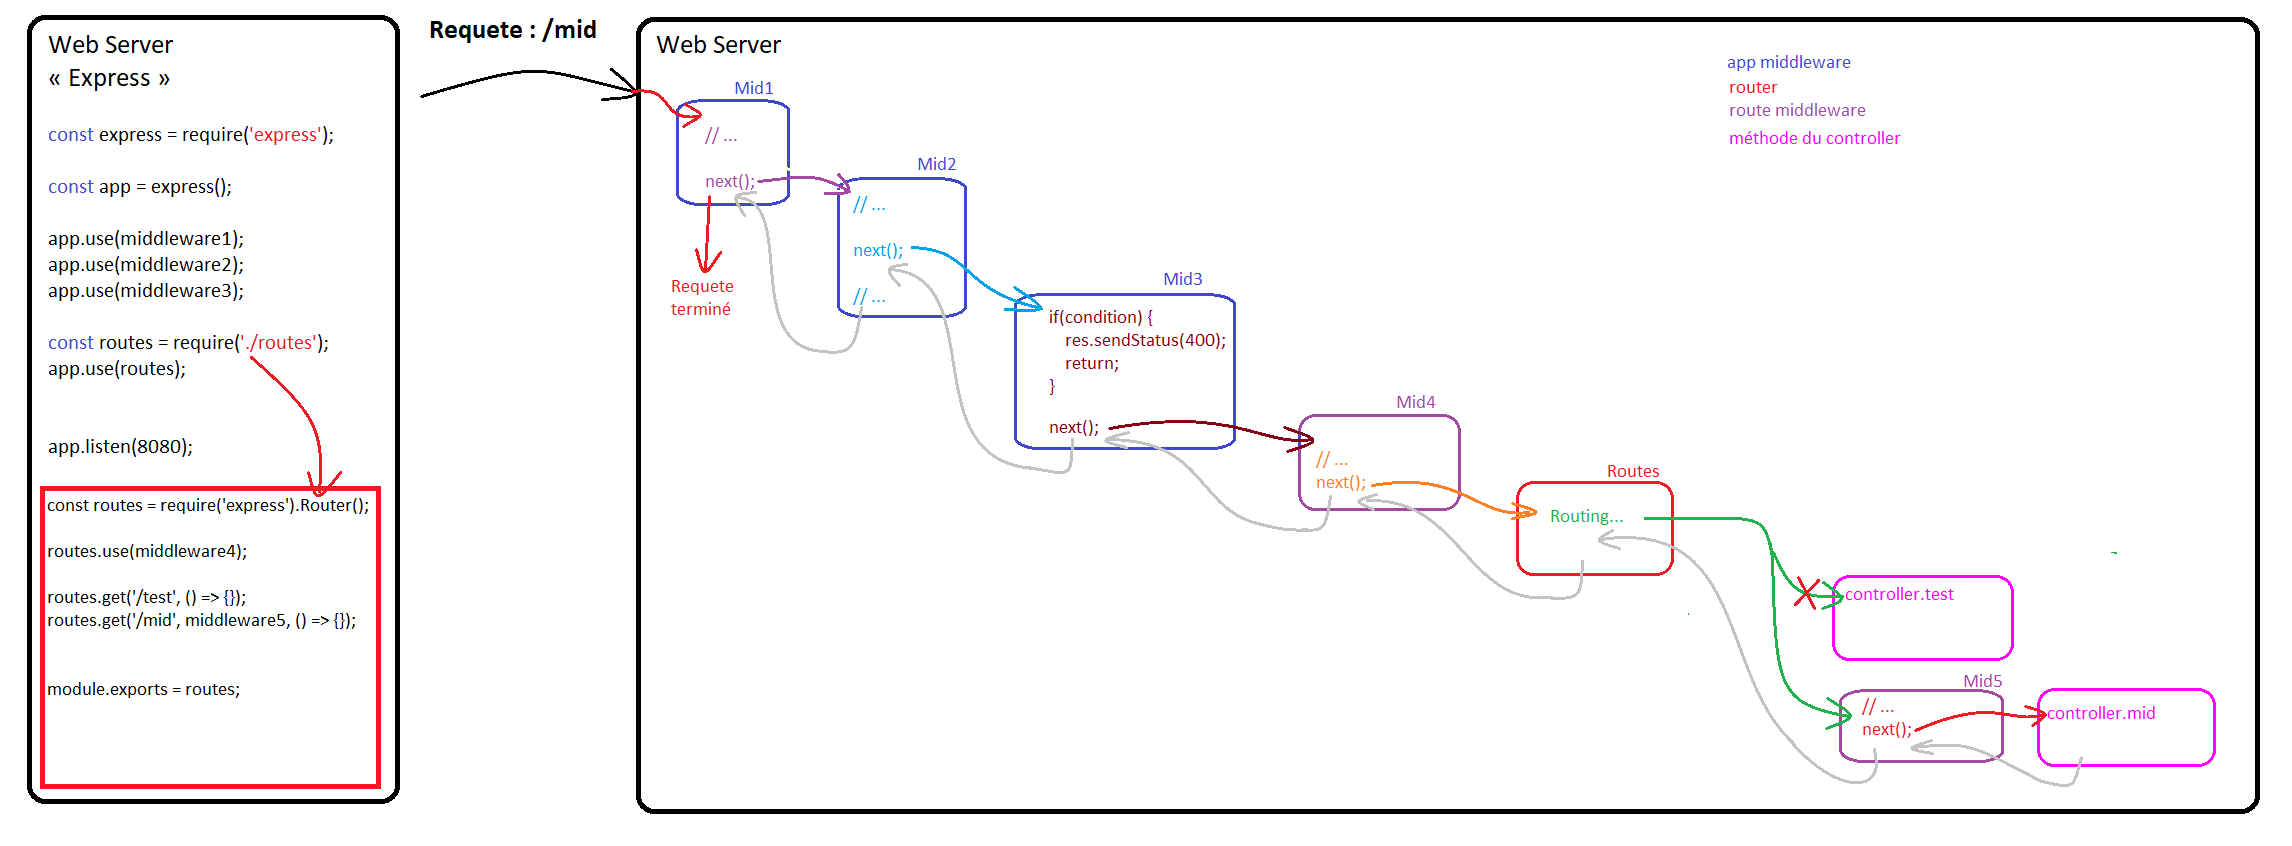 Web Server
« Express »
const express = require('express');
const app = express();
app.use(middleware1);
app.use(middleware2);
app.use(middleware3);
const routes = require('./routes');
app.use(routes);
app.listen(8080);
const routes = require('express').Router();
routes.use(middleware4);
routes.get('/test', () => {});
routes.get('/mid', middleware5, () => {});
module.exports = routes;
Requete : /mid
Web Server
app middleware
router
route middleware
méthode du controller
Mid1
// ...
next();
Requete
terminé
Mid2
// ...
next();
// ...
Mid3
if(condition) {
res.sendStatus(400);
return;
}
next();
Mid4
// ...
next();
Routes
Routing...
controller.test
Mid5
// ...
next();
controller.mid